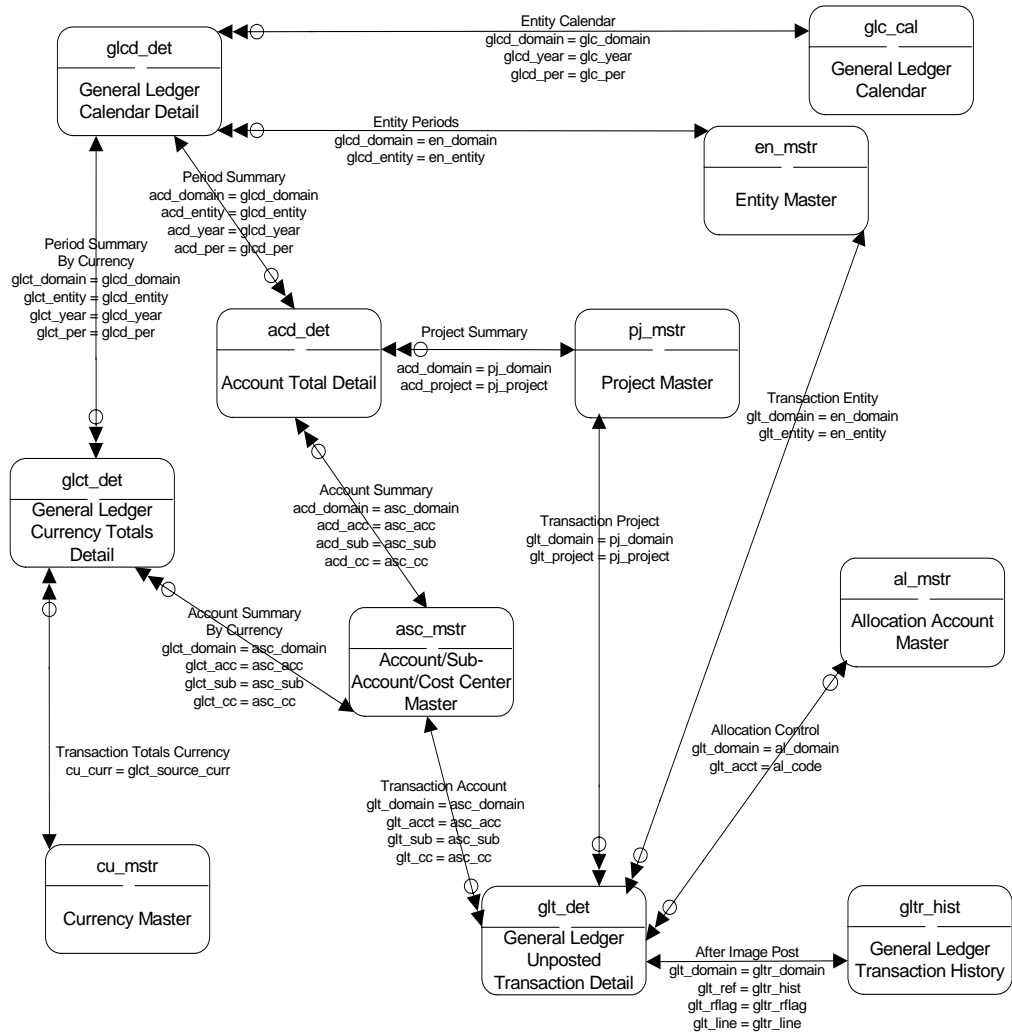 Entity Calendar
glcd_domain = glc_domain
glcd_year = glc_year
glcd_per = glc_per
glcd_det
General Ledger
Calendar Detail
glc_cal
General Ledger
Calendar
Entity Periods
glcd_domain = en_domain
glcd_entity = en_entity
en_mstr
Entity Master
Period Summary
acd_domain = glcd_domain
acd_entity = glcd_entity
acd_year = glcd_year
acd_per = glcd_per
Period Summary
By Currency
glct_domain = glcd_domain
glct_entity = glcd_entity
glct_year = glcd_year
glct_per = glcd_per
acd_det
Account Total Detail
Project Summary
acd_domain = pj_domain
acd_project = pj_project
pj_mstr
Project Master
Transaction Entity
glt_domain = en_domain
glt_entity = en_entity
glct_det
General Ledger
Currency Totals
Detail
Account Summary
acd_domain = asc_domain
acd_acc = asc_acc
acd_sub = asc_sub
acd_cc = asc_cc
Transaction Project
glt_domain = pj_domain
glt_project = pj_project
al_mstr
Allocation Account
Master
Account Summary
By Currency
glct_domain = asc_domain
glct_acc = asc_acc
glct_sub = asc_sub
glct_cc = asc_cc
asc_mstr
Account/Sub-
Account/Cost Center
Master
Allocation Control
glt_domain = al_domain
glt_acct = al_code
Transaction Totals Currency
cu_curr = glct_source_curr
Transaction Account
glt_domain = asc_domain
glt_acct = asc_acc
glt_sub = asc_sub
glt_cc = asc_cc
cu_mstr
Currency Master
glt_det
General Ledger
Unposted
Transaction Detail
After Image Post
glt_domain = gltr_domain
glt_ref = gltr_hist
glt_rflag = gltr_rflag
glt_line = gltr_line
gltr_hist
General Ledger
Transaction History